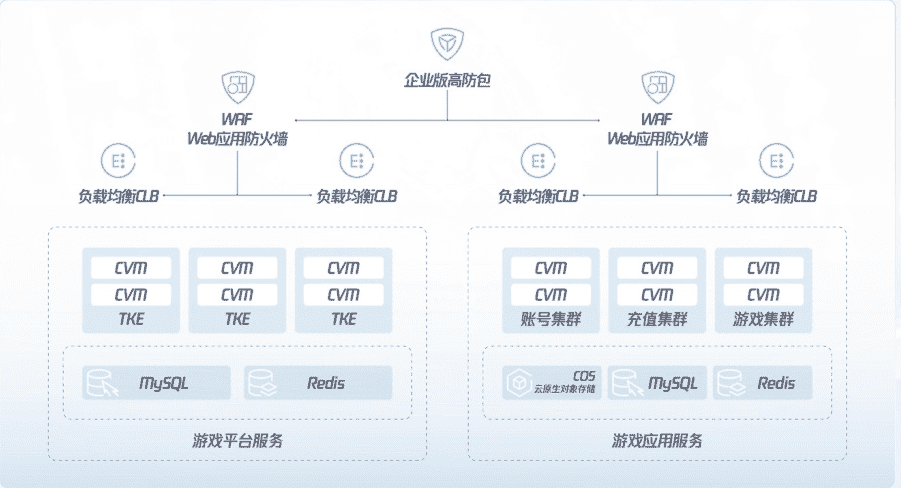 企业版高防包
WAF
Web应用防火墙
WAF
Web应用防火墙
负载均衡CLB
负载均衡CLB
负载均衡CLB
负载均衡CLB
CVM
CVM
TKE
CVM
CVM
TKE
CVM
CVM
TKE
MySQL
Redis
游戏平台服务
CVM
CVM
账号集群
CVM
CVM
充值集群
CVM
CVM
游戏集群
COS
云原生对象存储
MySQL
Redis
游戏应用服务